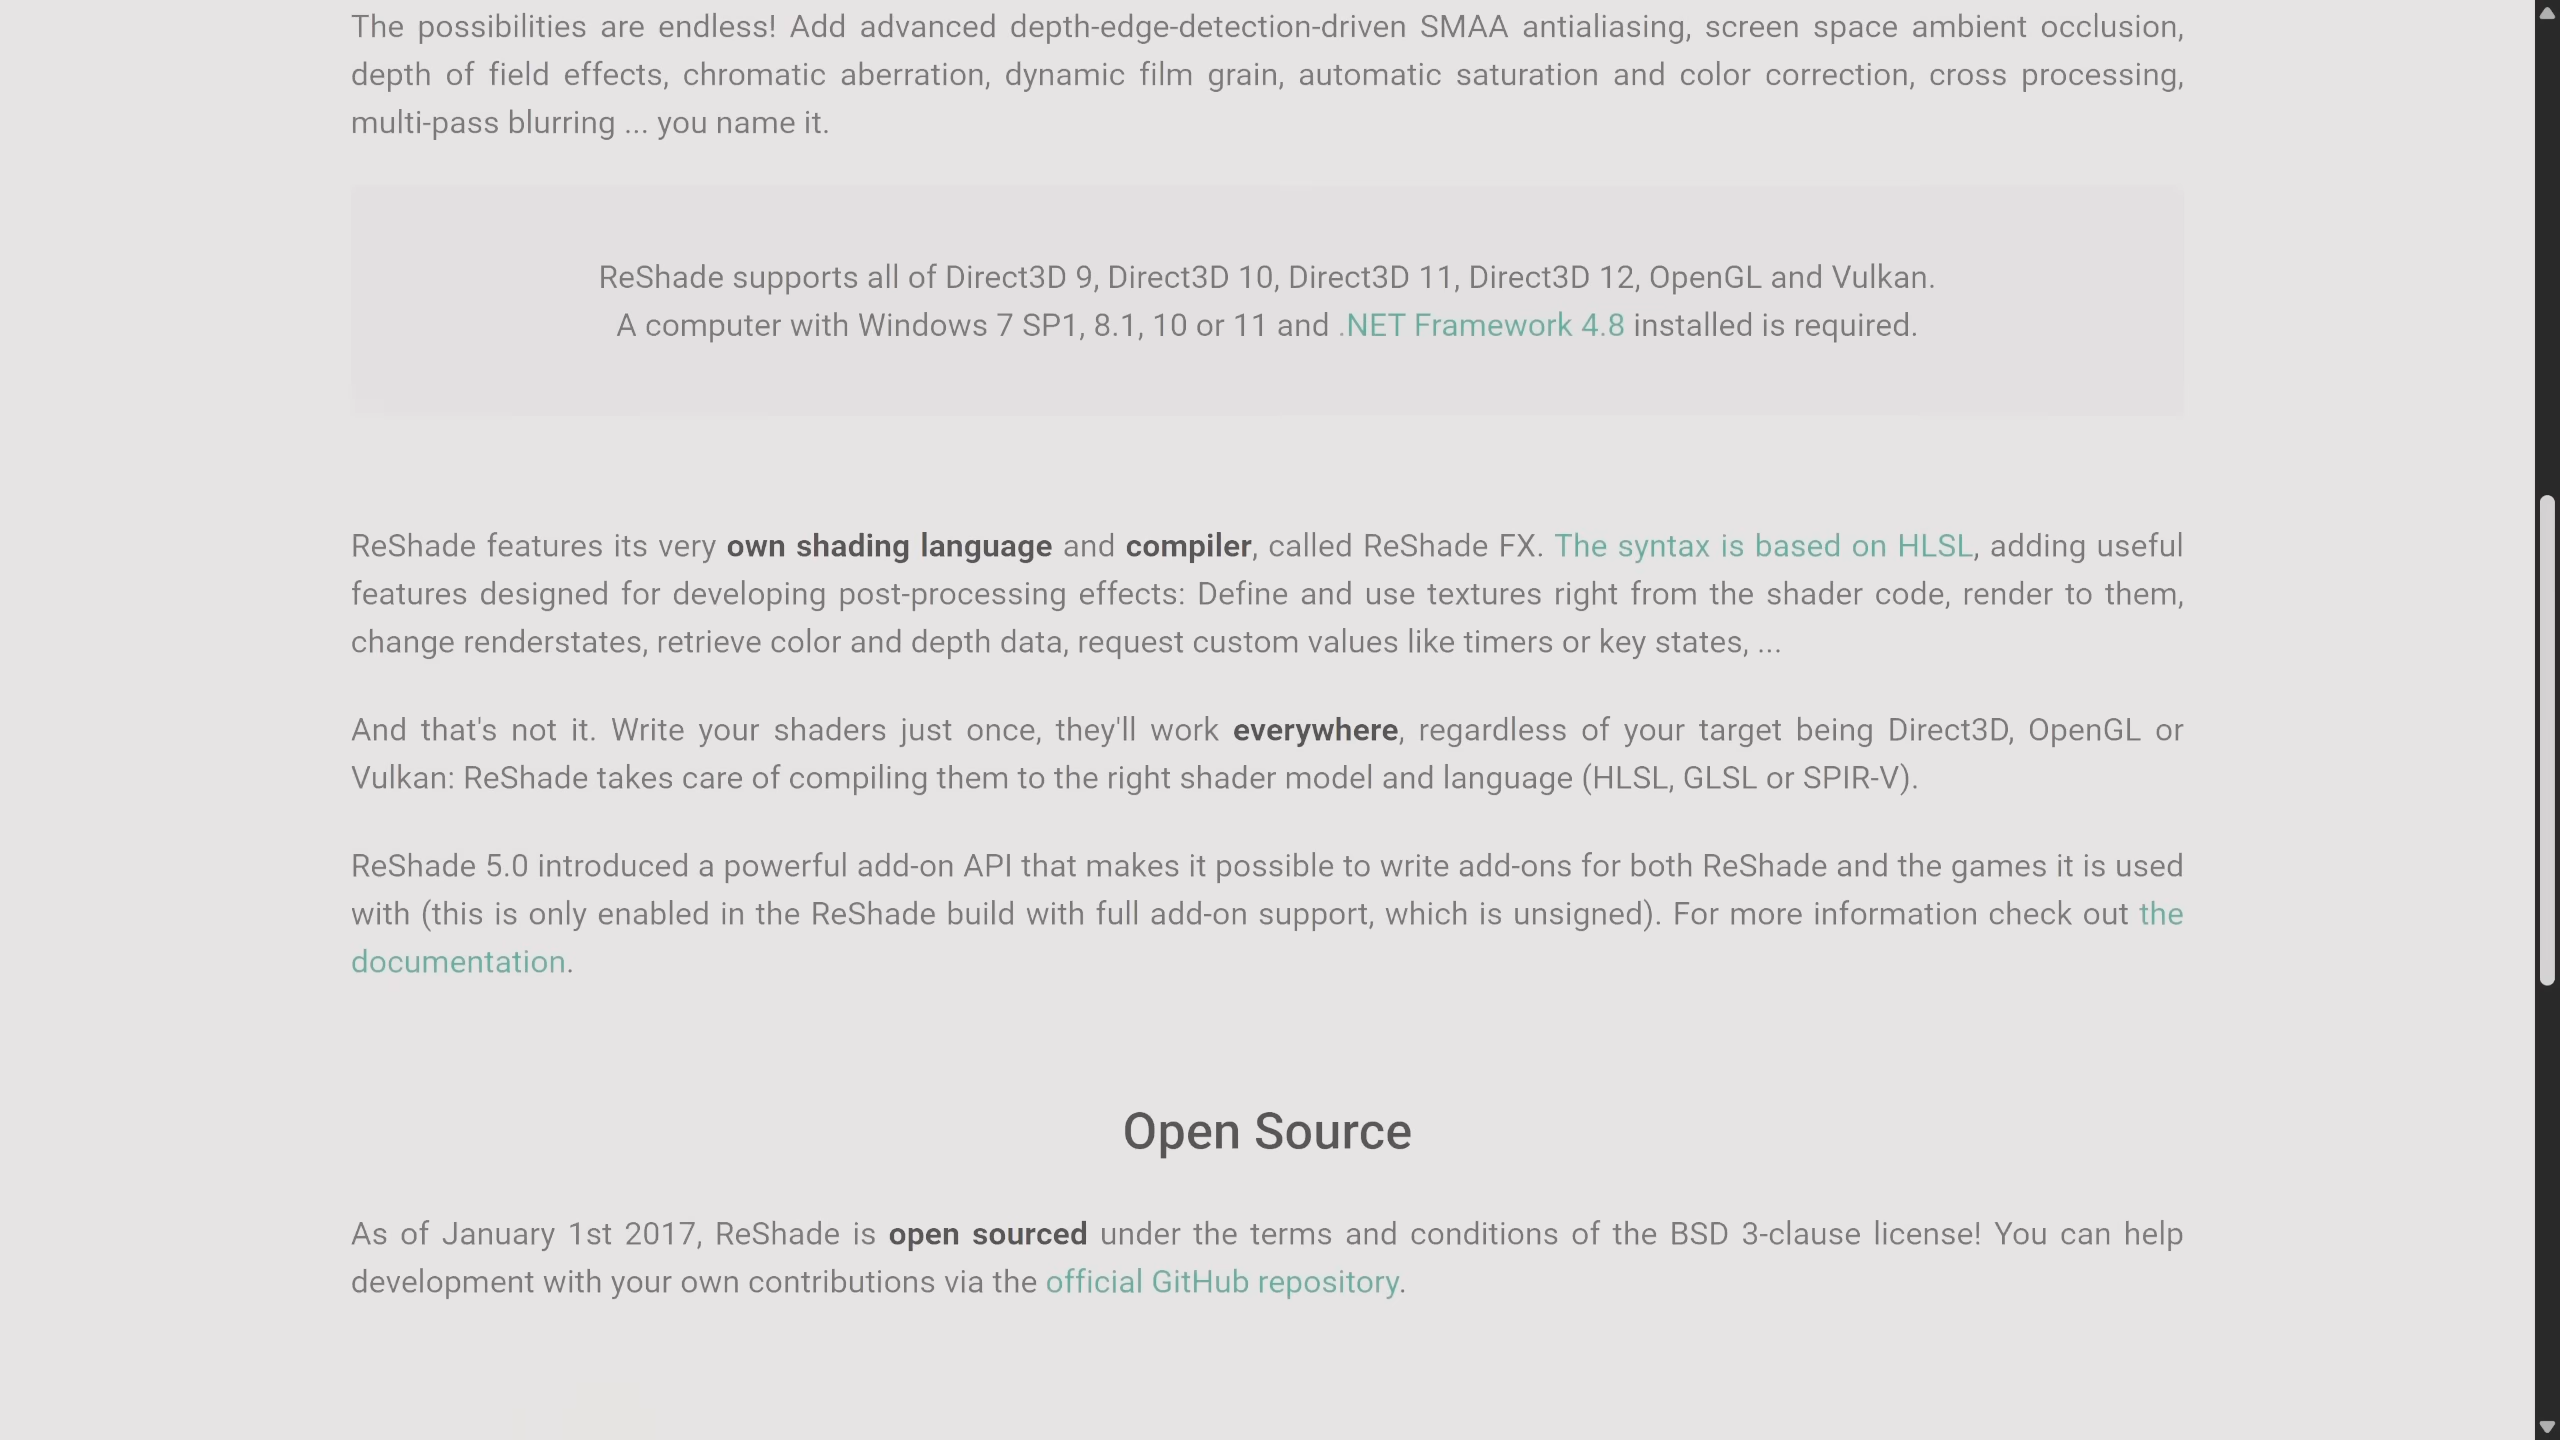 The possibilities are endless! Add advanced depth-edge-detection-driven SMAA antialiasing, screen space ambient occlusion,
depth of field effects, chromatic aberration, dynamic film grain, automatic saturation and color correction, cross processing,
multi-pass blurring ... you name it.
ReShade supports all of Direct3D 9, Direct3D 10, Direct3D 11, Direct3D 12, OpenGL and Vulkan.
A computer with Windows 7 SP1, 8.1, 10 or 11 and .NET Framework 4.8 installed is required.
ReShade features its very own shading language and compiler, called ReShade FX. The syntax is based on HLSL, adding useful
features designed for developing post-processing effects: Define and use textures right from the shader code, render to them,
change renderstates, retrieve color and depth data, request custom values like timers or key states, ...
And that's not it. Write your shaders just once, they'll work everywhere, regardless of your target being Direct3D, OpenGL or
Vulkan: ReShade takes care of compiling them to the right shader model and language (HLSL, GLSL or SPIR-V).
ReShade 5.0 introduced a powerful add-on API that makes it possible to write add-ons for both ReShade and the games it is used
with (this is only enabled in the ReShade build with full add-on support, which is unsigned). For more information check out the
documentation.
Open Source
As of January 1st 2017, ReShade is open sourced under the terms and conditions of the BSD 3-clause license! You can help
development with your own contributions via the official GitHub repository.